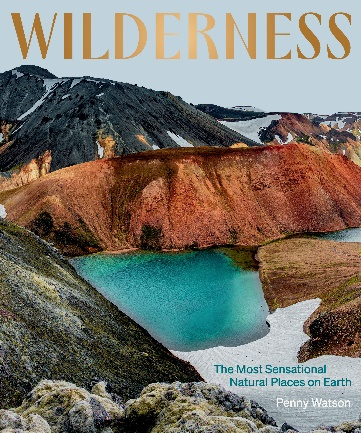 WILDERNESS
The Most Sensational
Natural Places on Earth
Penny Watson